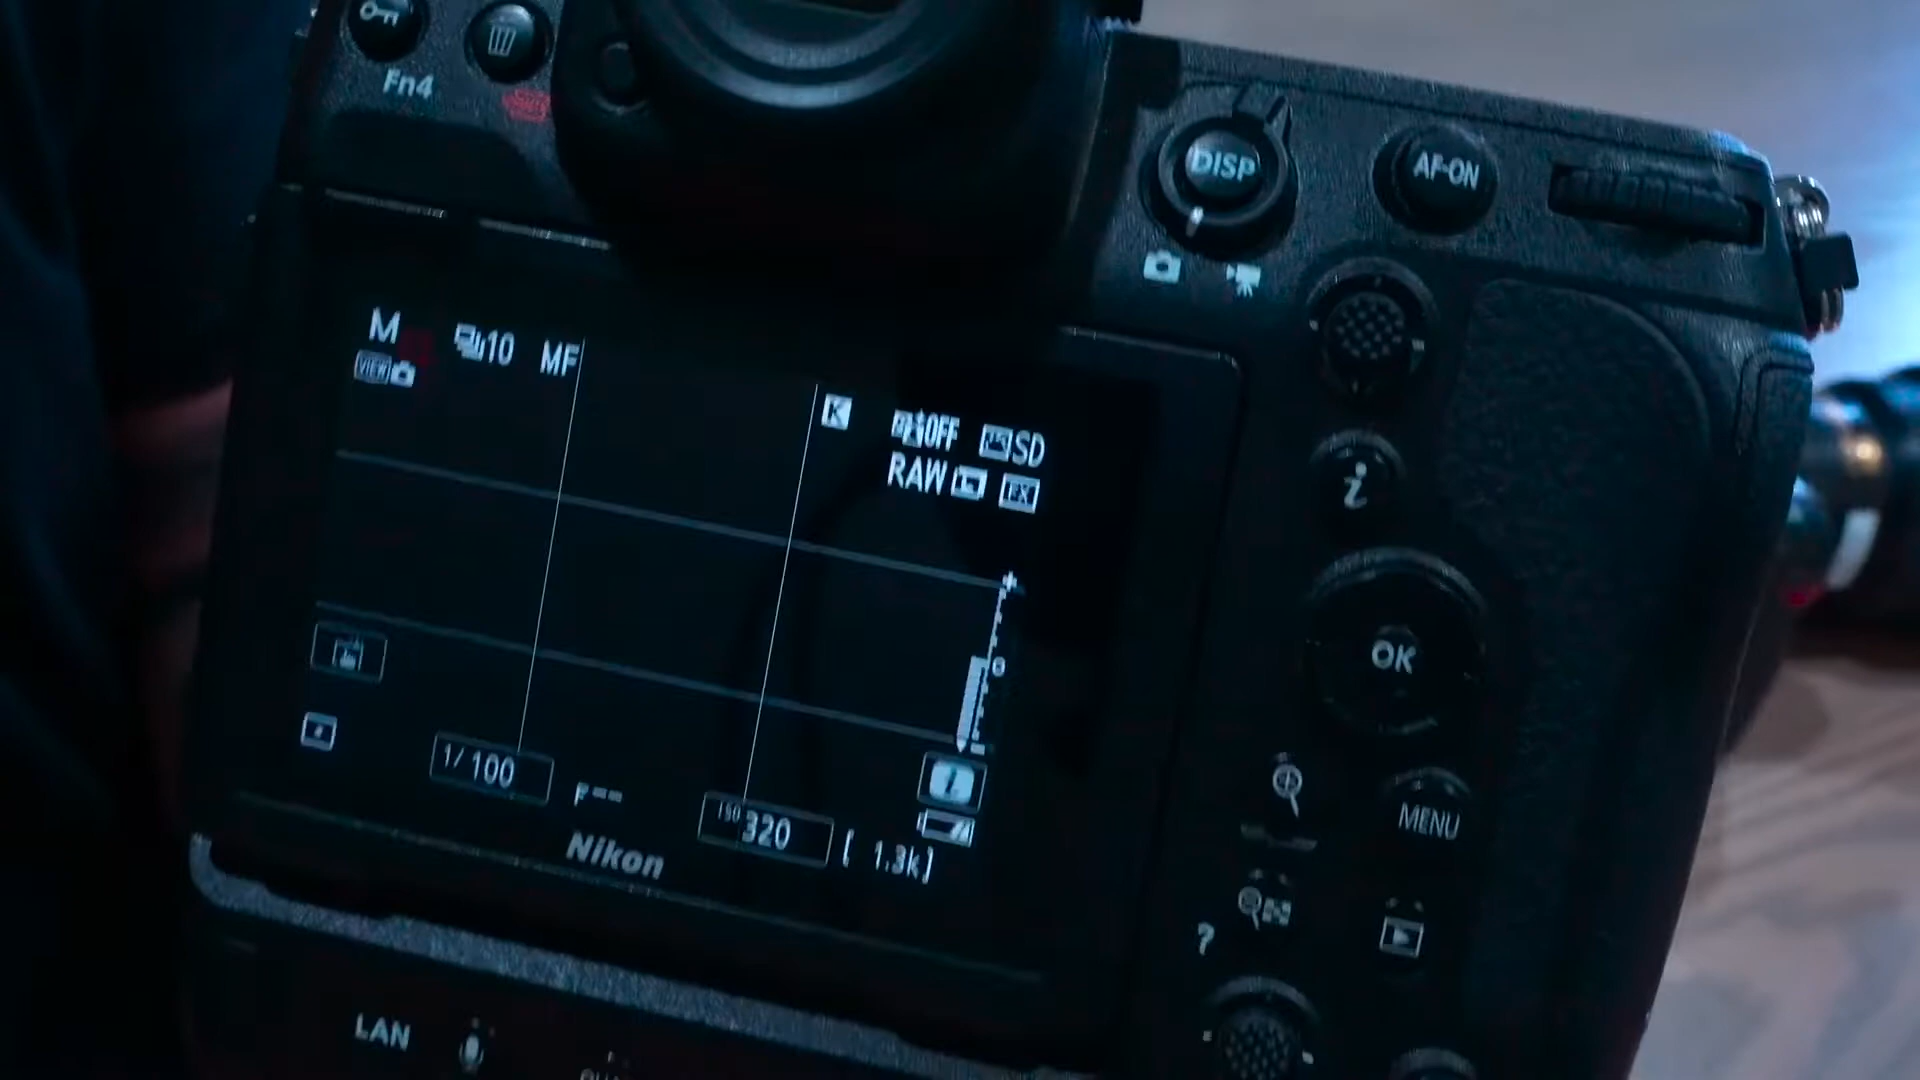 Fn4
DISP
AF-ON
M 10 MF
VIEW
K OFF SD
RAW L FX
i
OK
1/100 F-- ISO 320 [ 1.3k]
i
MENU
Nikon
?
LAN